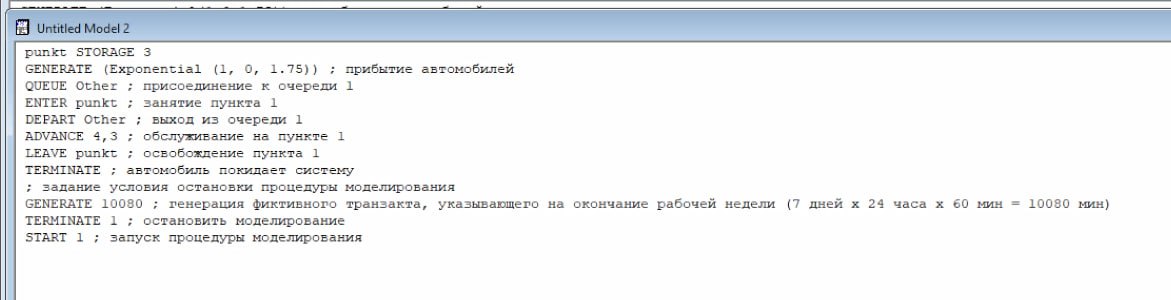 Untitled Model 2
punkt STORAGE 3
GENERATE (Exponential (1, 0, 1.75)) ; прибытие автомобилей
QUEUE Other ; присоединение к очереди 1
ENTER punkt ; занятие пункта 1
DEPART Other ; выход из очереди 1
ADVANCE 4,3 ; обслуживание на пункте 1
LEAVE punkt ; освобождение пункта 1
TERMINATE ; автомобиль покидает систему
; задание условия остановки процедуры моделирования
GENERATE 10080 ; генерация фиктивного транзакта, указывающего на окончание рабочей недели (7 дней х 24 часа х 60 мин = 10080 мин)
TERMINATE 1 ; остановить моделирование
START 1 ; запуск процедуры моделирования